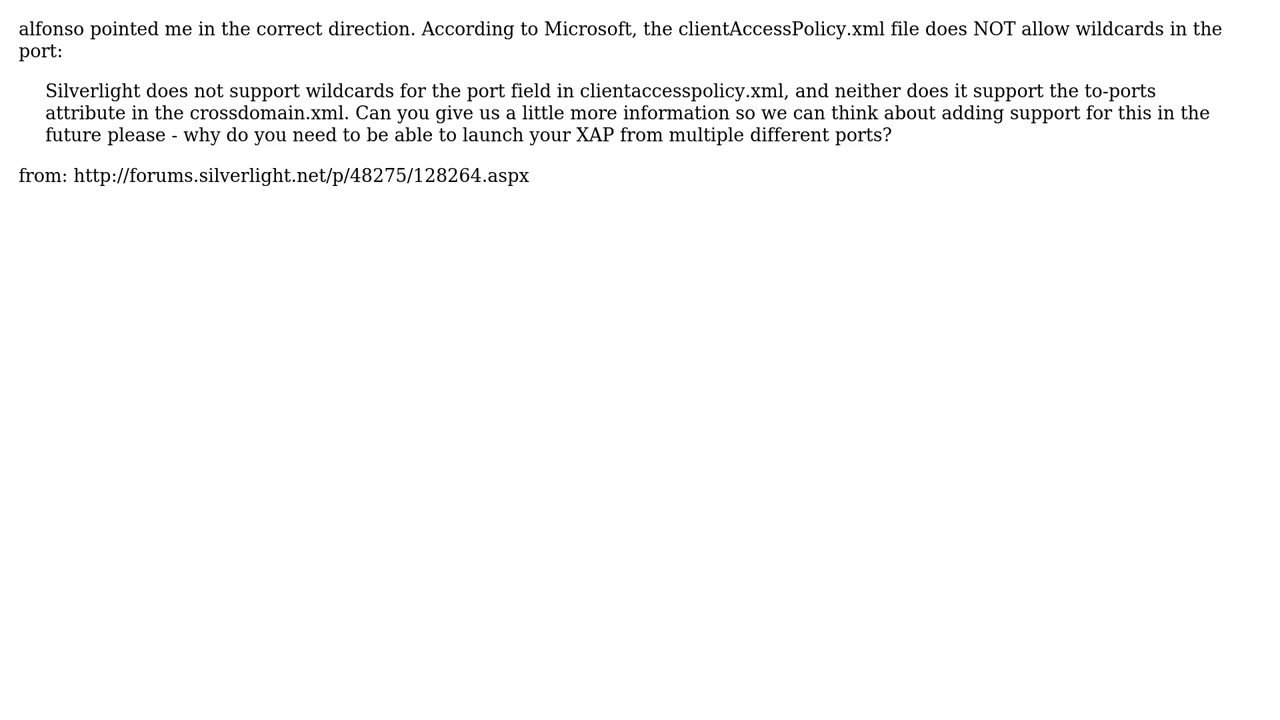 alfonso pointed me in the correct direction. According to Microsoft, the clientAccessPolicy.xml file does NOT allow wildcards in the
port:
Silverlight does not support wildcards for the port field in clientaccesspolicy.xml, and neither does it support the to-ports
attribute in the crossdomain.xml. Can you give us a little more information so we can think about adding support for this in the
future please - why do you need to be able to launch your XAP from multiple different ports?
from: http://forums.silverlight.net/p/48275/128264.aspx